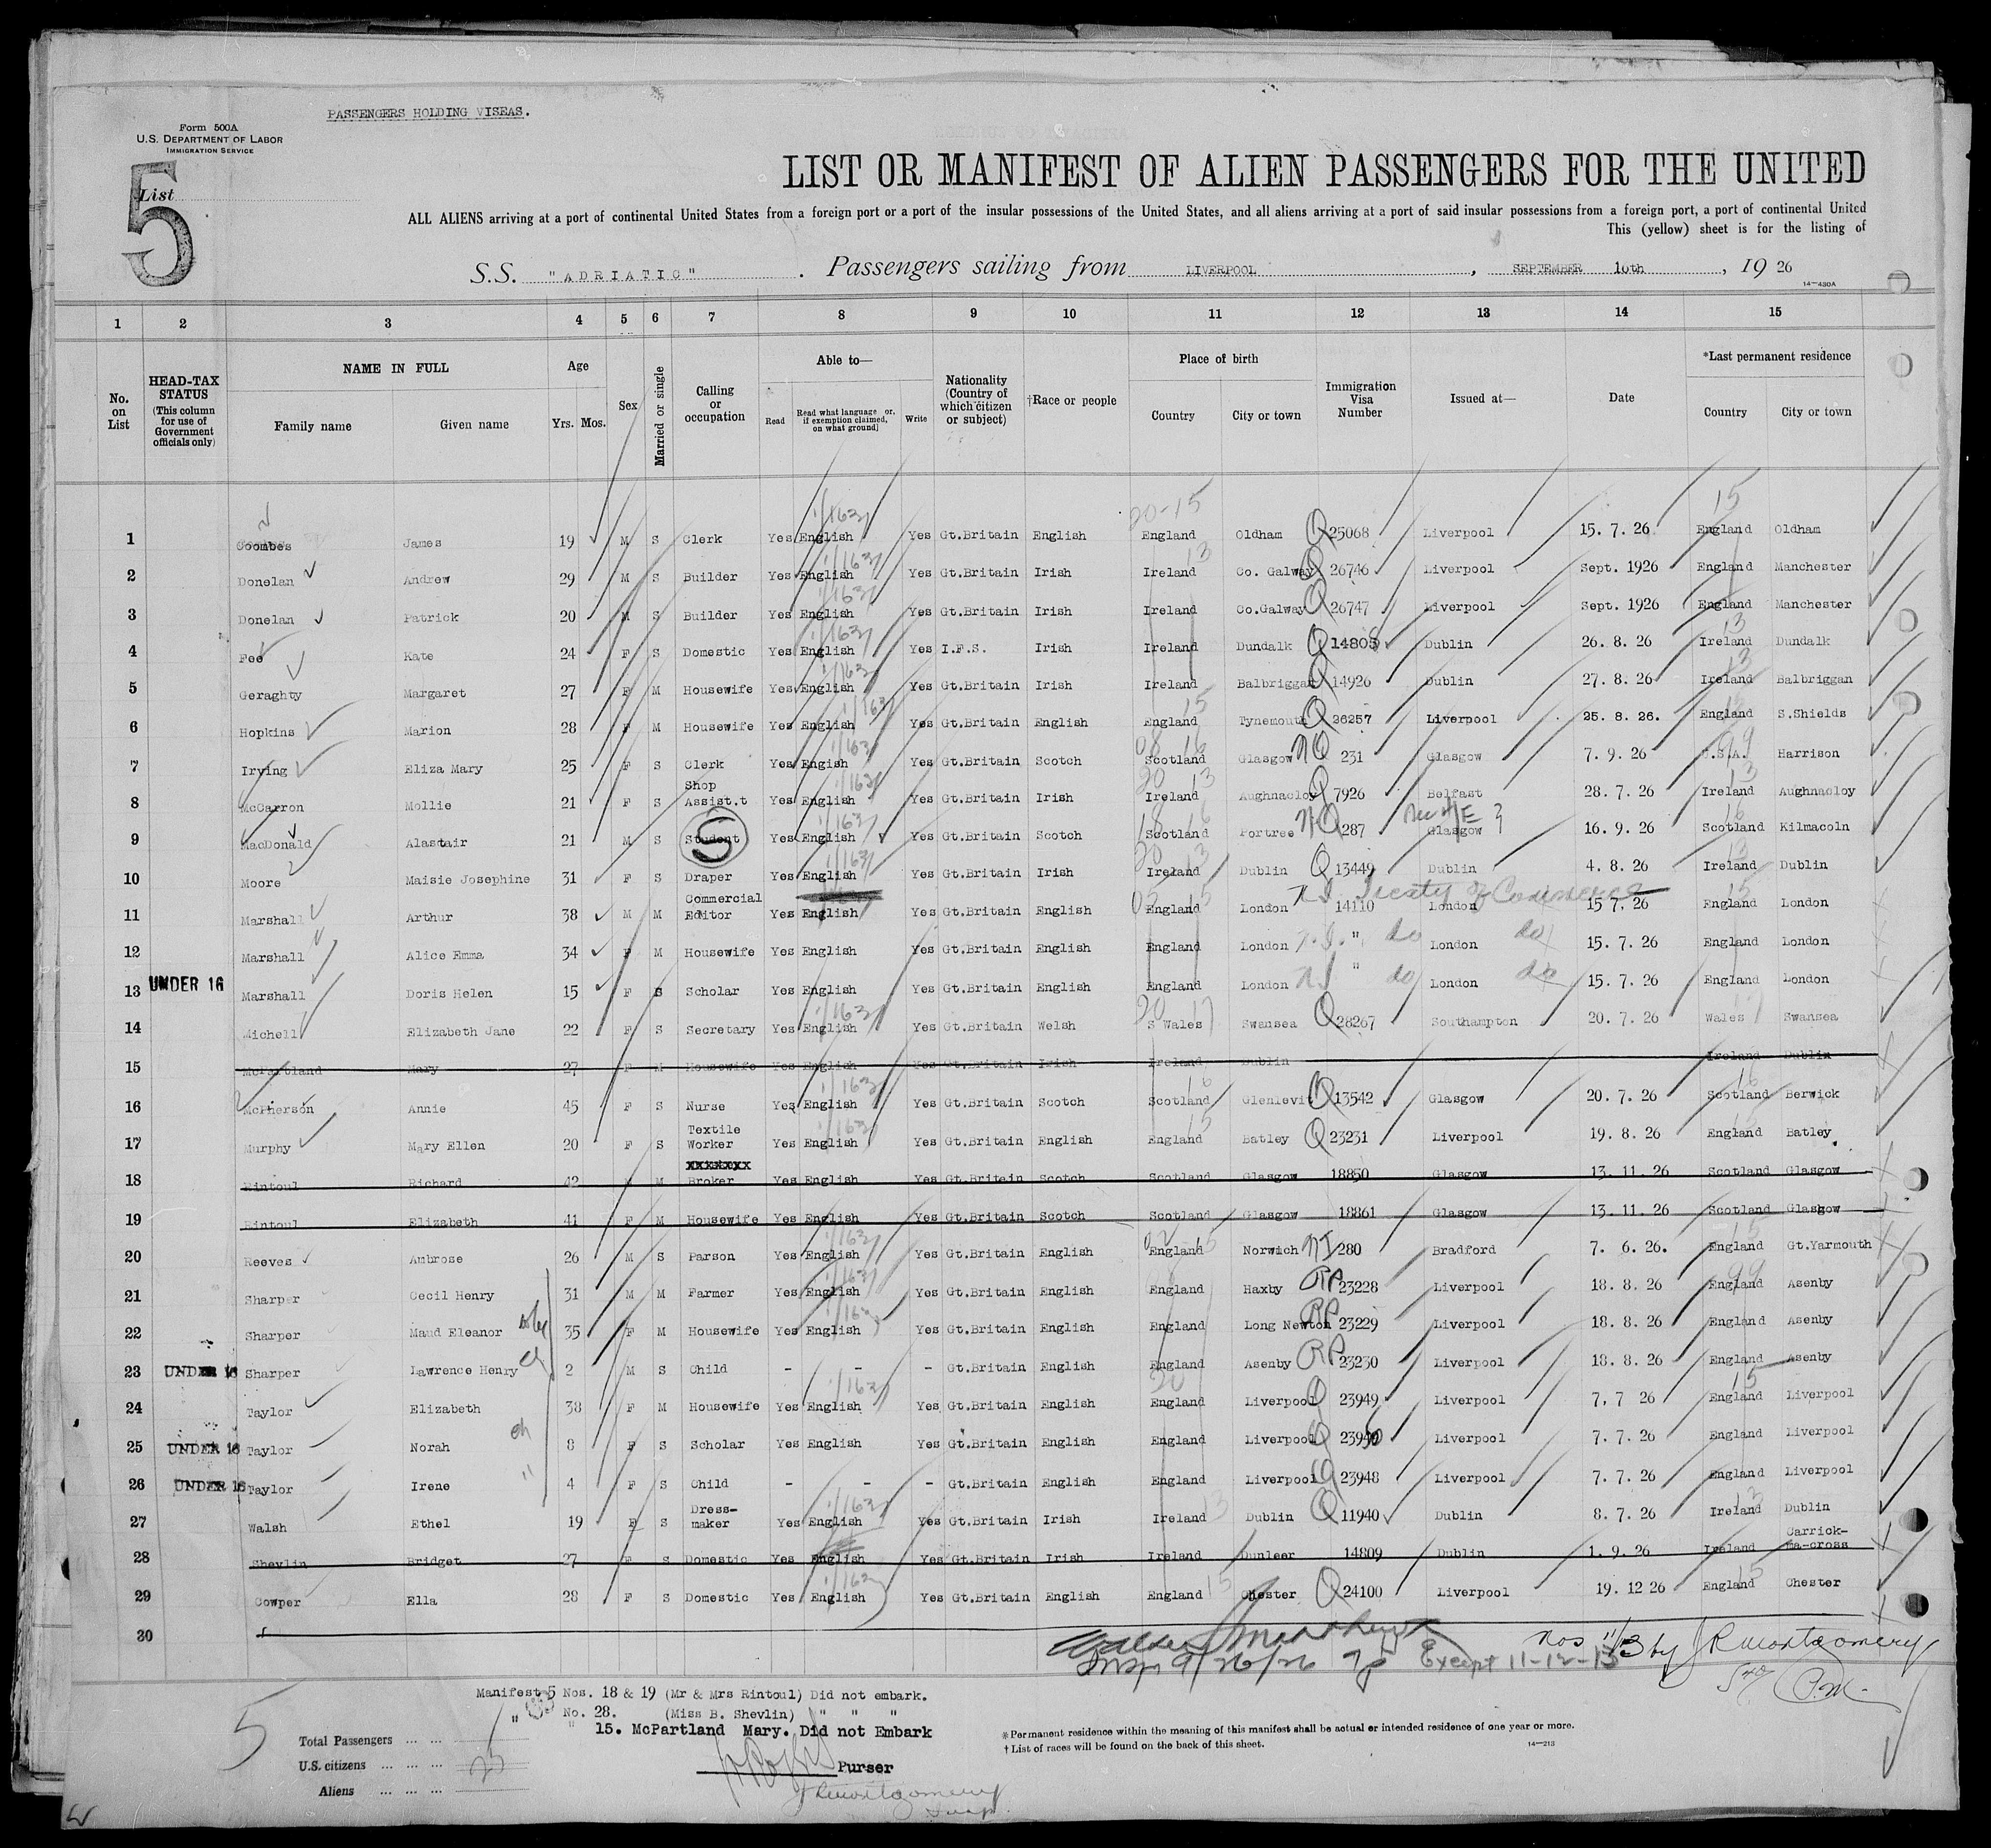 PASSENGERS HOLDING VISEAS.
Form 500A
U.S. DEPARTMENT OF LABOR
IMMIGRATION SERVICE
List
5
LIST OR MANIFEST OF ALIEN PASSENGERS FOR THE UNITED
ALL ALIENS arriving at a port of continental United States from a foreign port or a port of the insular possessions of the United States, and all aliens arriving at a port of said insular possessions from a foreign port, a port of continental United
This (yellow) sheet is for the listing of
S.S. "ADRIATIC" . Passengers sailing from LIVERPOOL , SEPTEMBER 18th , 19 26
14—430A
1 2 3 4 5 6 7 8 9 10 11 12 13 14 15
No. on List HEAD-TAX STATUS (This column for use of Government officials only) NAME IN FULL Family name Given name Age Yrs. Mos. Sex Married or single Calling or occupation Able to— Read Read what language or, if exemption claimed, on what ground] Write Nationality (Country of which citizen or subject) †Race or people Place of birth Country City or town Immigration Visa Number Issued at— Date *Last permanent residence Country City or town
1 Coombes James 19 M S Clerk Yes English Yes Gt.Britain English England Oldham Q 25068 Liverpool 15. 7. 26 England Oldham
2 Donelan Andrew 29 M S Builder Yes English Yes Gt.Britain Irish Ireland Co. Galway Q 26746 Liverpool Sept. 1926 England Manchester
3 Donelan Patrick 20 M S Builder Yes English Yes Gt.Britain Irish Ireland Co.Galway Q 26747 Liverpool Sept. 1926 England Manchester
4 Fee Kate 24 F S Domestic Yes English Yes I.F.S. Irish Ireland Dundalk Q 14805 Dublin 26. 8. 26 Ireland Dundalk
5 Geraghty Margaret 27 F M Housewife Yes English Yes Gt.Britain Irish Ireland Balbriggan Q 14926 Dublin 27. 8. 26 Ireland Balbriggan
6 Hopkins Marion 28 F M Housewife Yes English Yes Gt.Britain English England Tynemouth Q 26257 Liverpool 25. 8. 26. England S.Shields
7 Irving Eliza Mary 25 F S Clerk Yes Engish Yes Gt.Britain Scotch Scotland Glasgow NQ 231 Glasgow 7. 9. 26 U.S.A. Harrison
8 McCarron Mollie 21 F S Shop Assist.t Yes English Yes Gt.Britain Irish Ireland Aughnacloy Q 7926 Belfast 28. 7. 26 Ireland Aughnacloy
9 MacDonald Alastair 21 M S Student Yes English Yes Gt.Britain Scotch Scotland Portree NQ 287 Glasgow 16. 9. 26 Scotland Kilmacoln
10 Moore Maisie Josephine 31 F S Draper Yes English Yes Gt.Britain Irish Ireland Dublin Q 13449 Dublin 4. 8. 26 Ireland Dublin
11 Marshall Arthur 38 M M Commercial Editor Yes English Yes Gt.Britain English England London 14110 London 15 7. 26 England London
Treaty of Commerce
12 Marshall Alice Emma 34 F M Housewife Yes English Yes Gt.Britain English England London " do London do 15. 7. 26 England London
13 UNDER 16 Marshall Doris Helen 15 F S Scholar Yes English Yes Gt.Britain English England London " do London do 15. 7. 26 England London
14 Michell Elizabeth Jane 22 F S Secretary Yes English Yes Gt.Britain Welsh S Wales Swansea Q 28267 Southampton 20. 7. 26 Wales Swansea
15 McPartland Mary 27 F M Housewife Yes English Yes Gt.Britain Irish Ireland Dublin Ireland Dublin
16 McPherson Annie 45 F S Nurse Yes English Yes Gt.Britain Scotch Scotland Glenlevit Q 13542 Glasgow 20. 7. 26 Scotland Berwick
17 Murphy Mary Ellen 20 F S Textile Worker Yes English Yes Gt.Britain English England Batley Q 23231 Liverpool 19. 8. 26 England Batley
18 Rintoul Richard 42 M M Broker Yes English Yes Gt.Britain Scotch Scotland Glasgow 18850 Glasgow 13. 11. 26 Scotland Glasgow
19 Rintoul Elizabeth 41 F M Housewife Yes English Yes Gt.Britain Scotch Scotland Glasgow 18861 Glasgow 13. 11. 26 Scotland Glasgow
20 Reeves Ambrose 26 M S Parson Yes English Yes Gt.Britain English England Norwich 280 Bradford 7. 6. 26. England Gt.Yarmouth
21 Sharper Cecil Henry 31 M M Farmer Yes English Yes Gt.Britain English England Haxby RP 23228 Liverpool 18. 8. 26 England Asenby
22 Sharper Maud Eleanor 35 F M Housewife Yes English Yes Gt.Britain English England Long Newton RP 23229 Liverpool 18. 8. 26 England Asenby
23 UNDER 16 Sharper Lawrence Henry 2 M S Child - - - Gt.Britain English England Asenby RP 23230 Liverpool 18. 8. 26 England Asenby
24 Taylor Elizabeth 38 F M Housewife Yes English Yes Gt.Britain English England Liverpool Q 23949 Liverpool 7. 7 26 England Liverpool
25 UNDER 16 Taylor Norah 8 F S Scholar Yes English Yes Gt.Britain English England Liverpool Q Liverpool 7. 7. 26 England Liverpool
26 UNDER 16 Taylor Irene 4 F S Child - - - Gt.Britain English England Liverpool Q 23948 Liverpool 7. 7. 26 England Liverpool
27 Walsh Ethel 19 F S Dress-maker Yes English Yes Gt.Britain Irish Ireland Dublin Q 11940 Dublin 8. 7. 26 Ireland Dublin
28 Shevlin Bridget 27 F S Domestic Yes English Yes Gt.Britain Irish Ireland Dunleer 14809 Dublin 1. 9. 26 Ireland Carrick-ma-cross
29 Cowper Ella 28 F S Domestic Yes English Yes Gt.Britain English England Chester Q 24100 Liverpool 19. 12 26 England Chester
30
Insp 9/26/26 Except 11-12-13 Nos 11/13 by J R Montgomery
Manifest 5 Nos. 18 & 19 (Mr & Mrs Rintoul) Did not embark.
" No. 28. (Miss B. Shevlin) " " "
" 15. McPartland Mary. Did not Embark
Purser
J R Montgomery
Insp.
5
Total Passengers ... ...
U.S. citizens ... ... ...
Aliens ... ... ...
* Permanent residence within the meaning of this manifest shall be actual or intended residence of one year or more.
† List of races will be found on the back of this sheet.
14—213